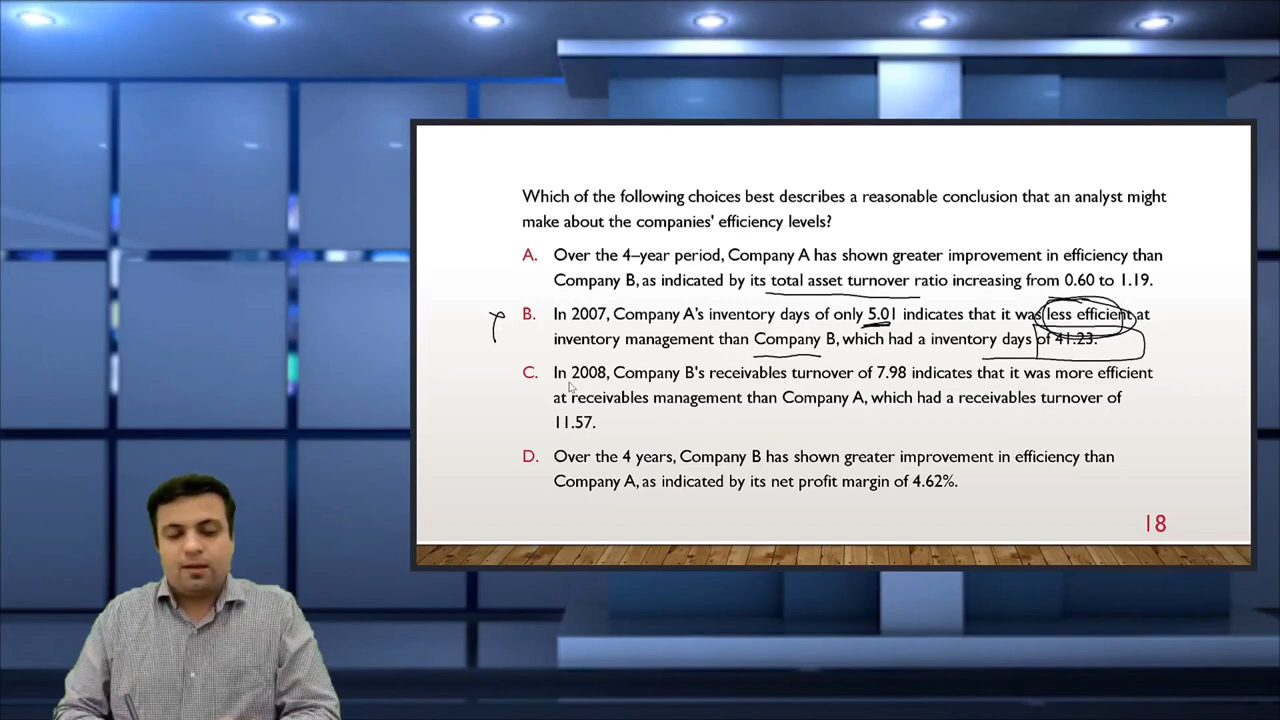 Which of the following choices best describes a reasonable conclusion that an analyst might
make about the companies' efficiency levels?
A. Over the 4–year period, Company A has shown greater improvement in efficiency than
Company B, as indicated by its total asset turnover ratio increasing from 0.60 to 1.19.
B. In 2007, Company A's inventory days of only 5.01 indicates that it was less efficient at
inventory management than Company B, which had a inventory days of 41.23.
C. In 2008, Company B's receivables turnover of 7.98 indicates that it was more efficient
at receivables management than Company A, which had a receivables turnover of
11.57.
D. Over the 4 years, Company B has shown greater improvement in efficiency than
Company A, as indicated by its net profit margin of 4.62%.
18